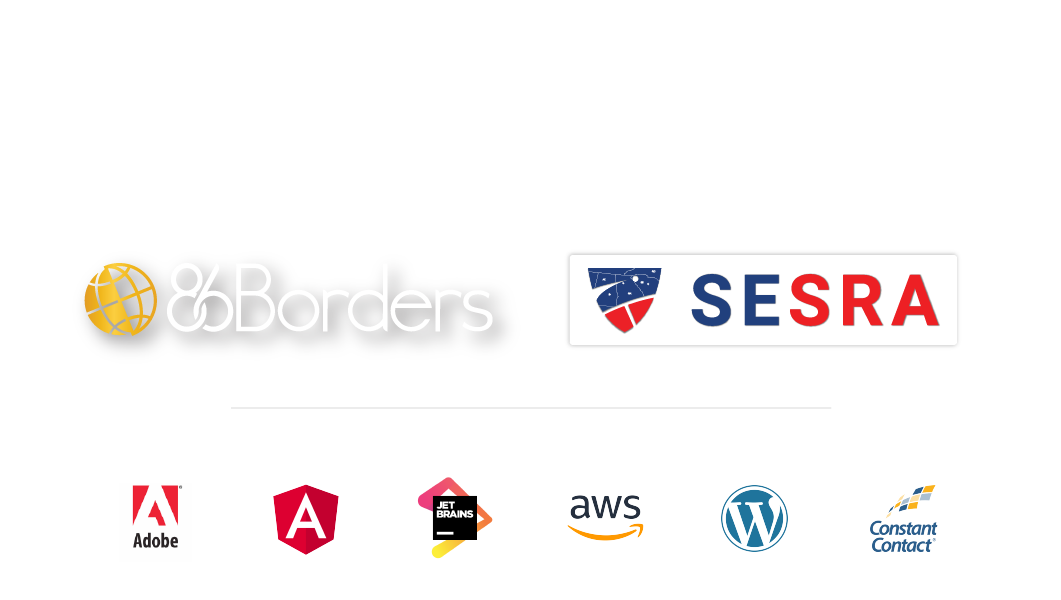 86Borders
SESRA
Adobe
JET
BRAINS
aws
Constant
Contact®